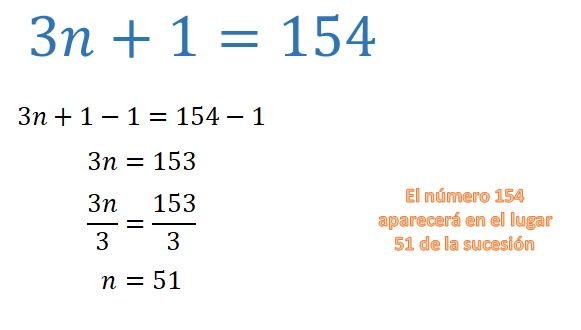 3n + 1 = 154
3n + 1 − 1 = 154 − 1
3n = 153
3n/3 = 153/3
n = 51
El número 154
aparecerá en el lugar
51 de la sucesión